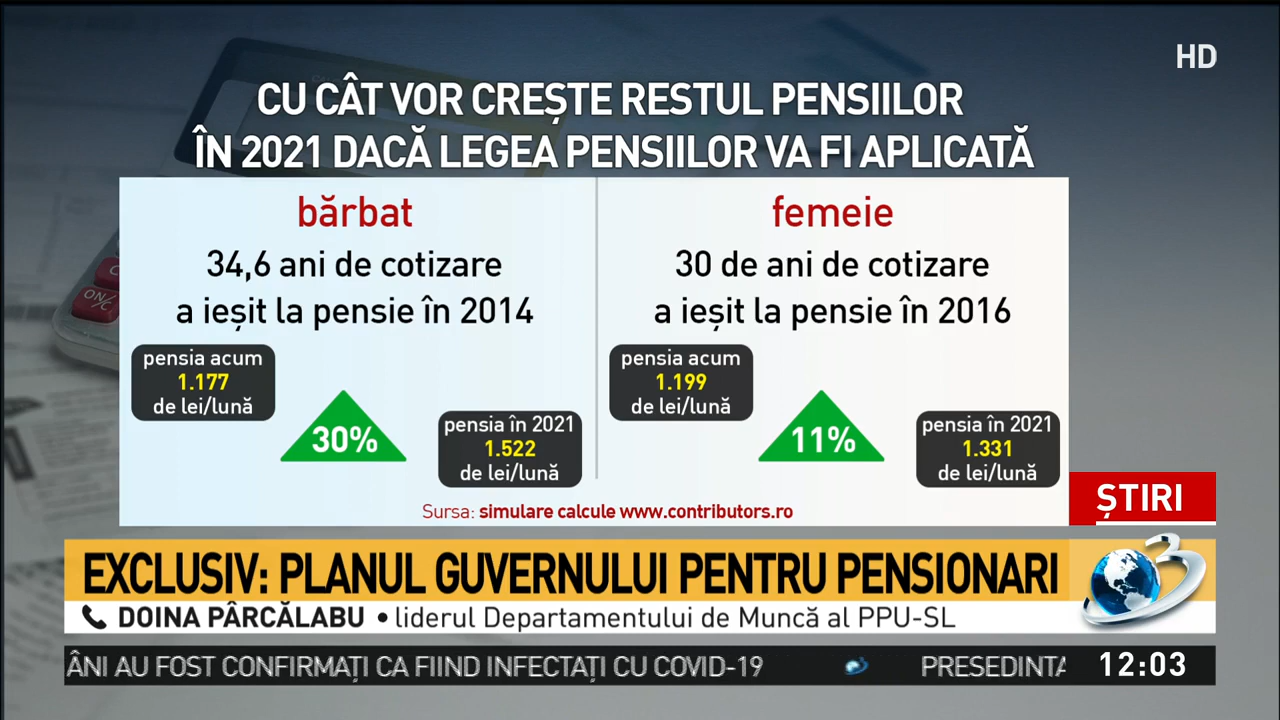 HD
CU CÂT VOR CREȘTE RESTUL PENSIILOR
ÎN 2021 DACĂ LEGEA PENSIILOR VA FI APLICATĂ
bărbat
34,6 ani de cotizare
a ieșit la pensie în 2014
pensia acum
1.177
de lei/lună
30%
pensia în 2021
1.522
de lei/lună
femeie
30 de ani de cotizare
a ieșit la pensie în 2016
pensia acum
1.199
de lei/lună
11%
pensia în 2021
1.331
de lei/lună
Sursa: simulare calcule www.contributors.ro
ON/C
ȘTIRI
EXCLUSIV: PLANUL GUVERNULUI PENTRU PENSIONARI
3
DOINA PÂRCĂLABU • liderul Departamentului de Muncă al PPU-SL
ÂNI AU FOST CONFIRMAȚI CA FIIND INFECTAȚI CU COVID-19 PRESEDINTA 12:03